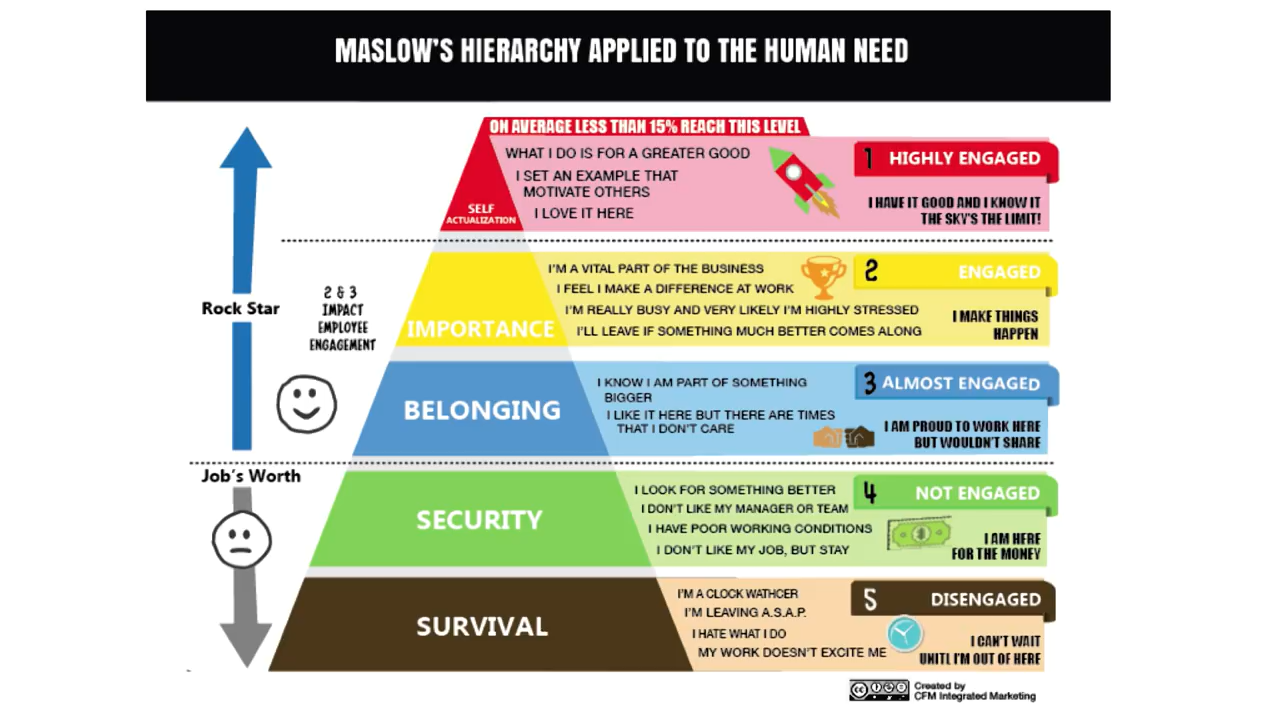 MASLOW'S HIERARCHY APPLIED TO THE HUMAN NEED
ON AVERAGE LESS THAN 15% REACH THIS LEVEL
SELF
ACTUALIZATION
WHAT I DO IS FOR A GREATER GOOD
I SET AN EXAMPLE THAT
MOTIVATE OTHERS
I LOVE IT HERE
1 HIGHLY ENGAGED
I HAVE IT GOOD AND I KNOW IT
THE SKY'S THE LIMIT!
Rock Star
2 & 3
IMPACT
EMPLOYEE
ENGAGEMENT
IMPORTANCE
I'M A VITAL PART OF THE BUSINESS
I FEEL I MAKE A DIFFERENCE AT WORK
I'M REALLY BUSY AND VERY LIKELY I'M HIGHLY STRESSED
I'LL LEAVE IF SOMETHING MUCH BETTER COMES ALONG
2 ENGAGED
I MAKE THINGS
HAPPEN
BELONGING
I KNOW I AM PART OF SOMETHING
BIGGER
I LIKE IT HERE BUT THERE ARE TIMES
THAT I DON'T CARE
3 ALMOST ENGAGED
I AM PROUD TO WORK HERE
BUT WOULDN'T SHARE
Job's Worth
SECURITY
I LOOK FOR SOMETHING BETTER
I DON'T LIKE MY MANAGER OR TEAM
I HAVE POOR WORKING CONDITIONS
I DON'T LIKE MY JOB, BUT STAY
4 NOT ENGAGED
I AM HERE
FOR THE MONEY
SURVIVAL
I'M A CLOCK WATHCER
I'M LEAVING A.S.A.P.
I HATE WHAT I DO
MY WORK DOESN'T EXCITE ME
5 DISENGAGED
I CAN'T WAIT
UNITL I'M OUT OF HERE
Created by
CFM Integrated Marketing